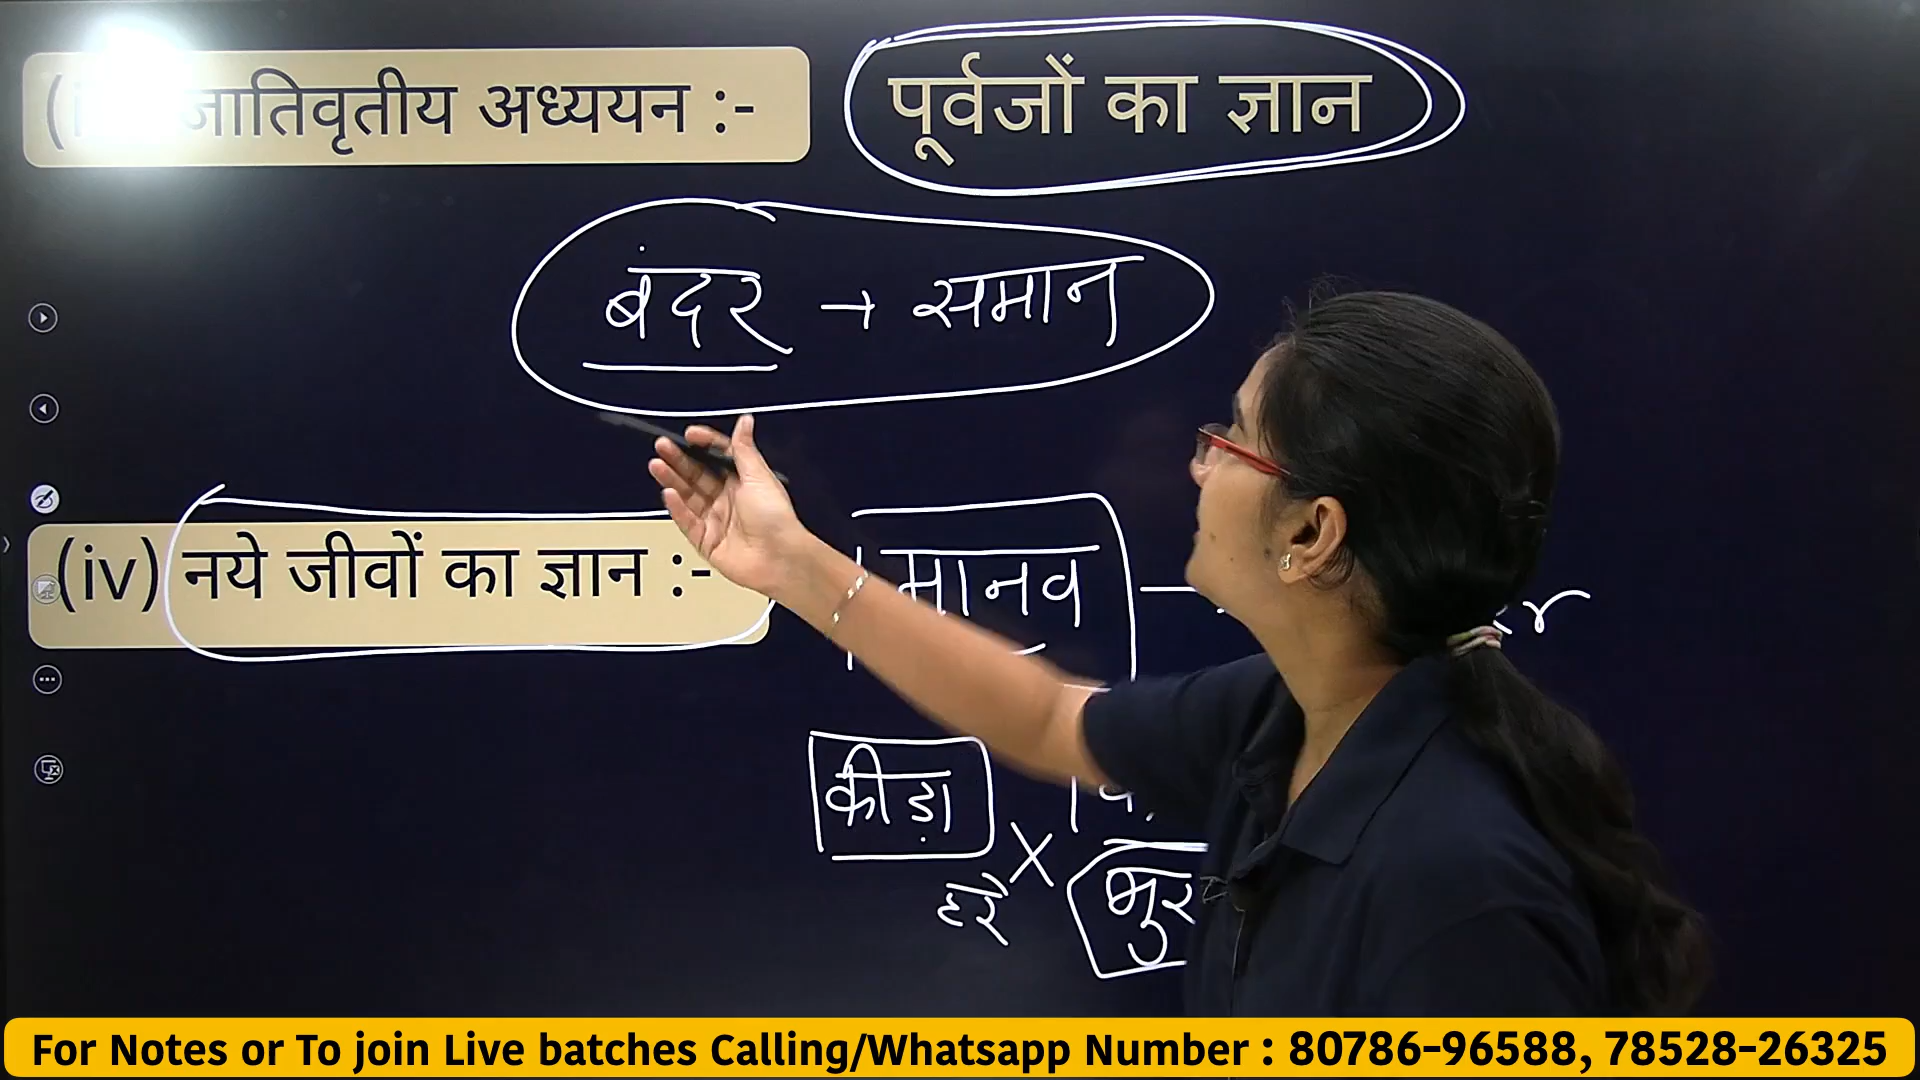 जातिवृतीय अध्ययन :- पूर्वजों का ज्ञान
बंदर → समान
(iv) नये जीवों का ज्ञान :- मानव
कीड़ा
हरे X भुर
For Notes or To join Live batches Calling/Whatsapp Number : 80786-96588, 78528-26325